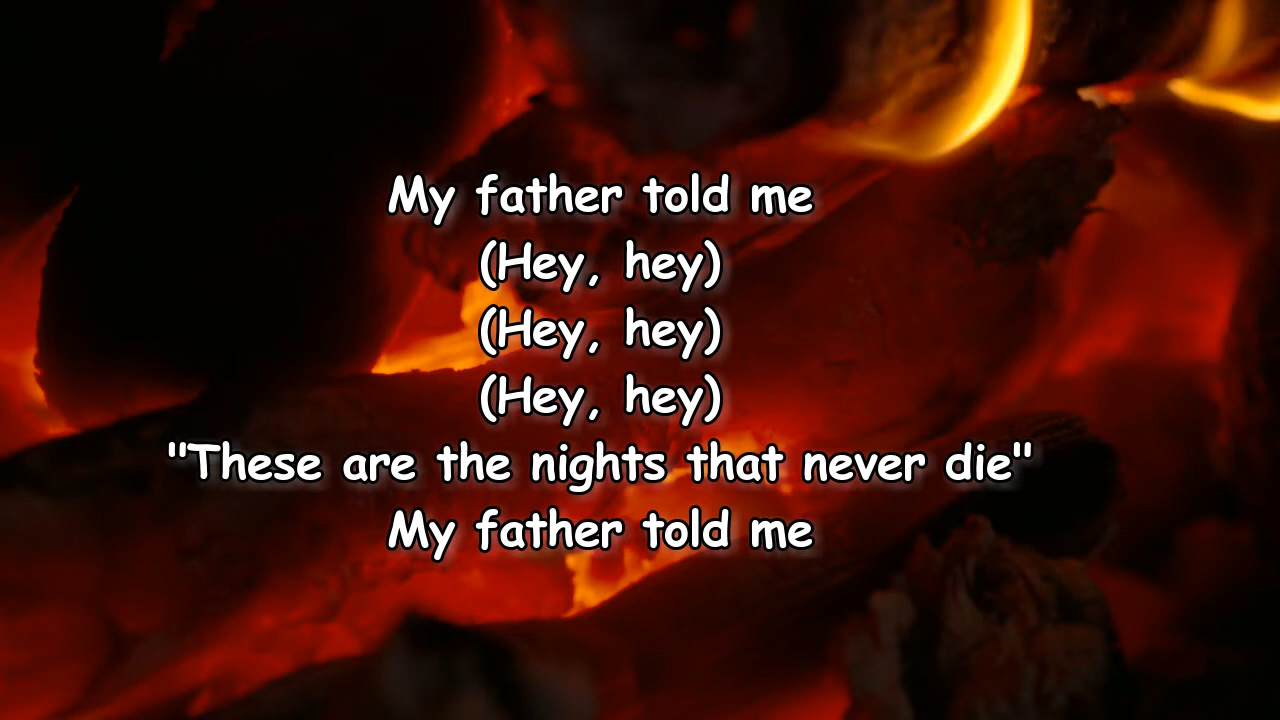 My father told me
(Hey, hey)
(Hey, hey)
(Hey, hey)
"These are the nights that never die"
My father told me